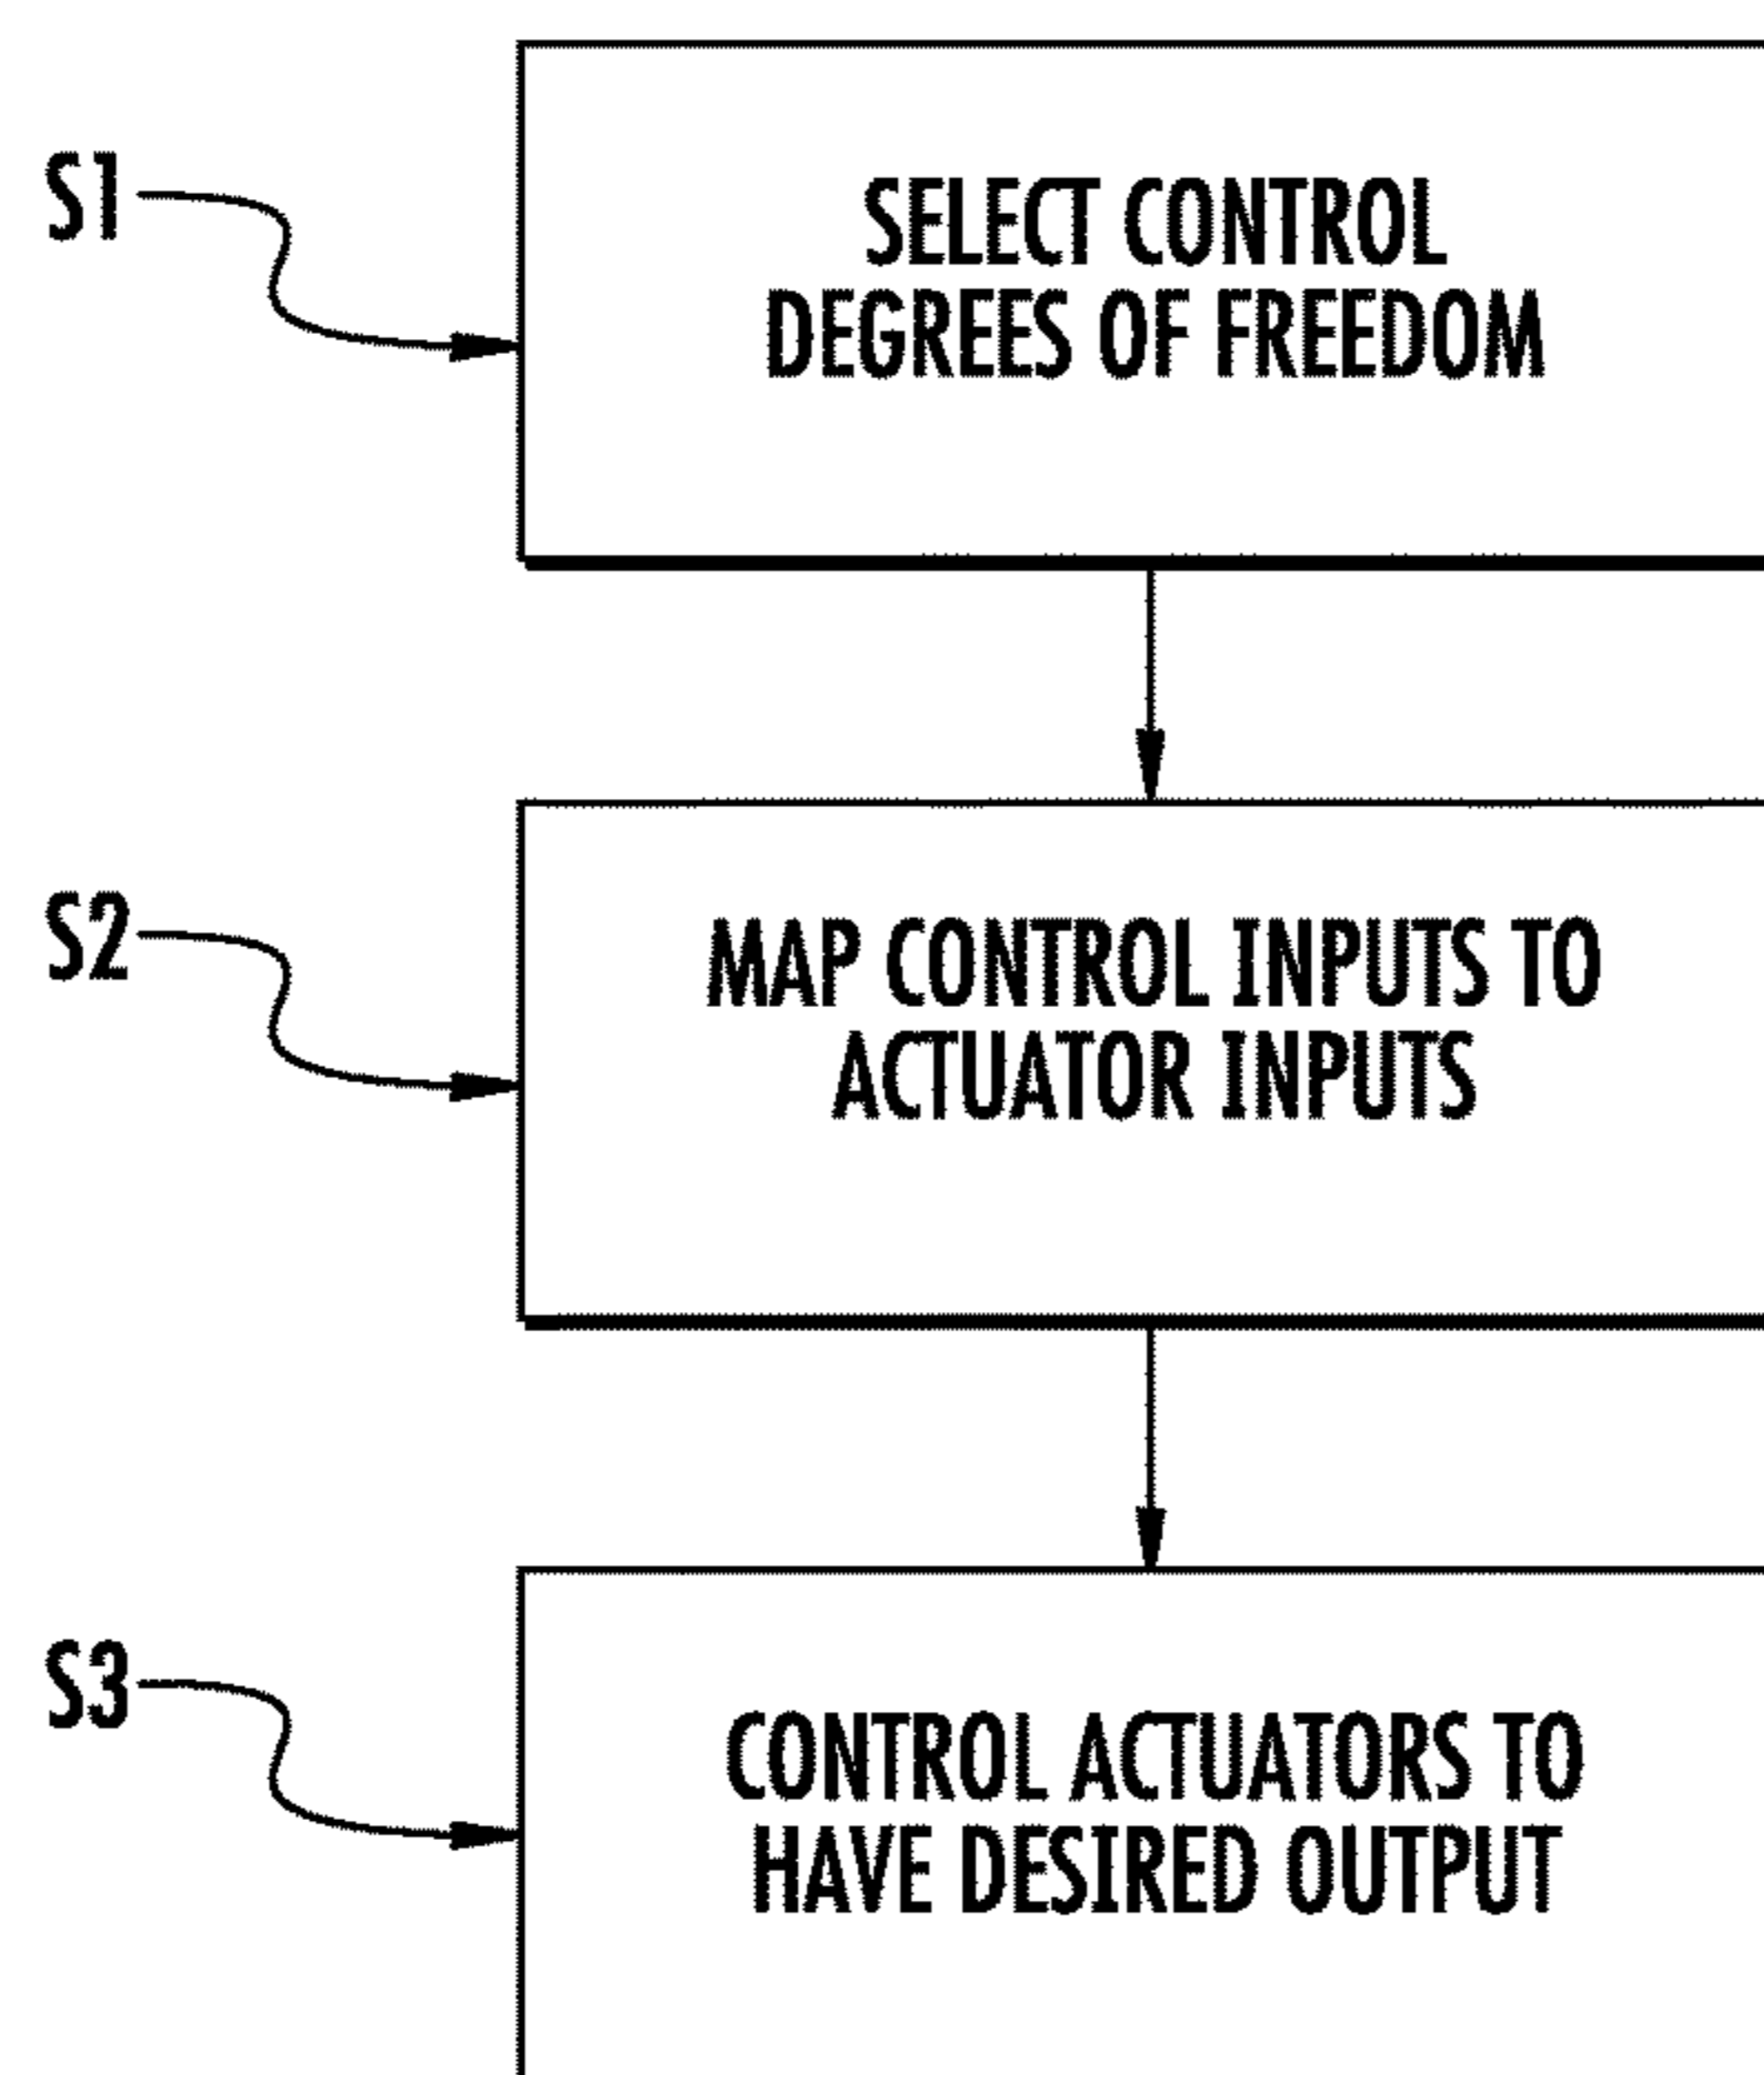 S1
SELECT CONTROL
DEGREES OF FREEDOM
S2
MAP CONTROL INPUTS TO
ACTUATOR INPUTS
S3
CONTROL ACTUATORS TO
HAVE DESIRED OUTPUT